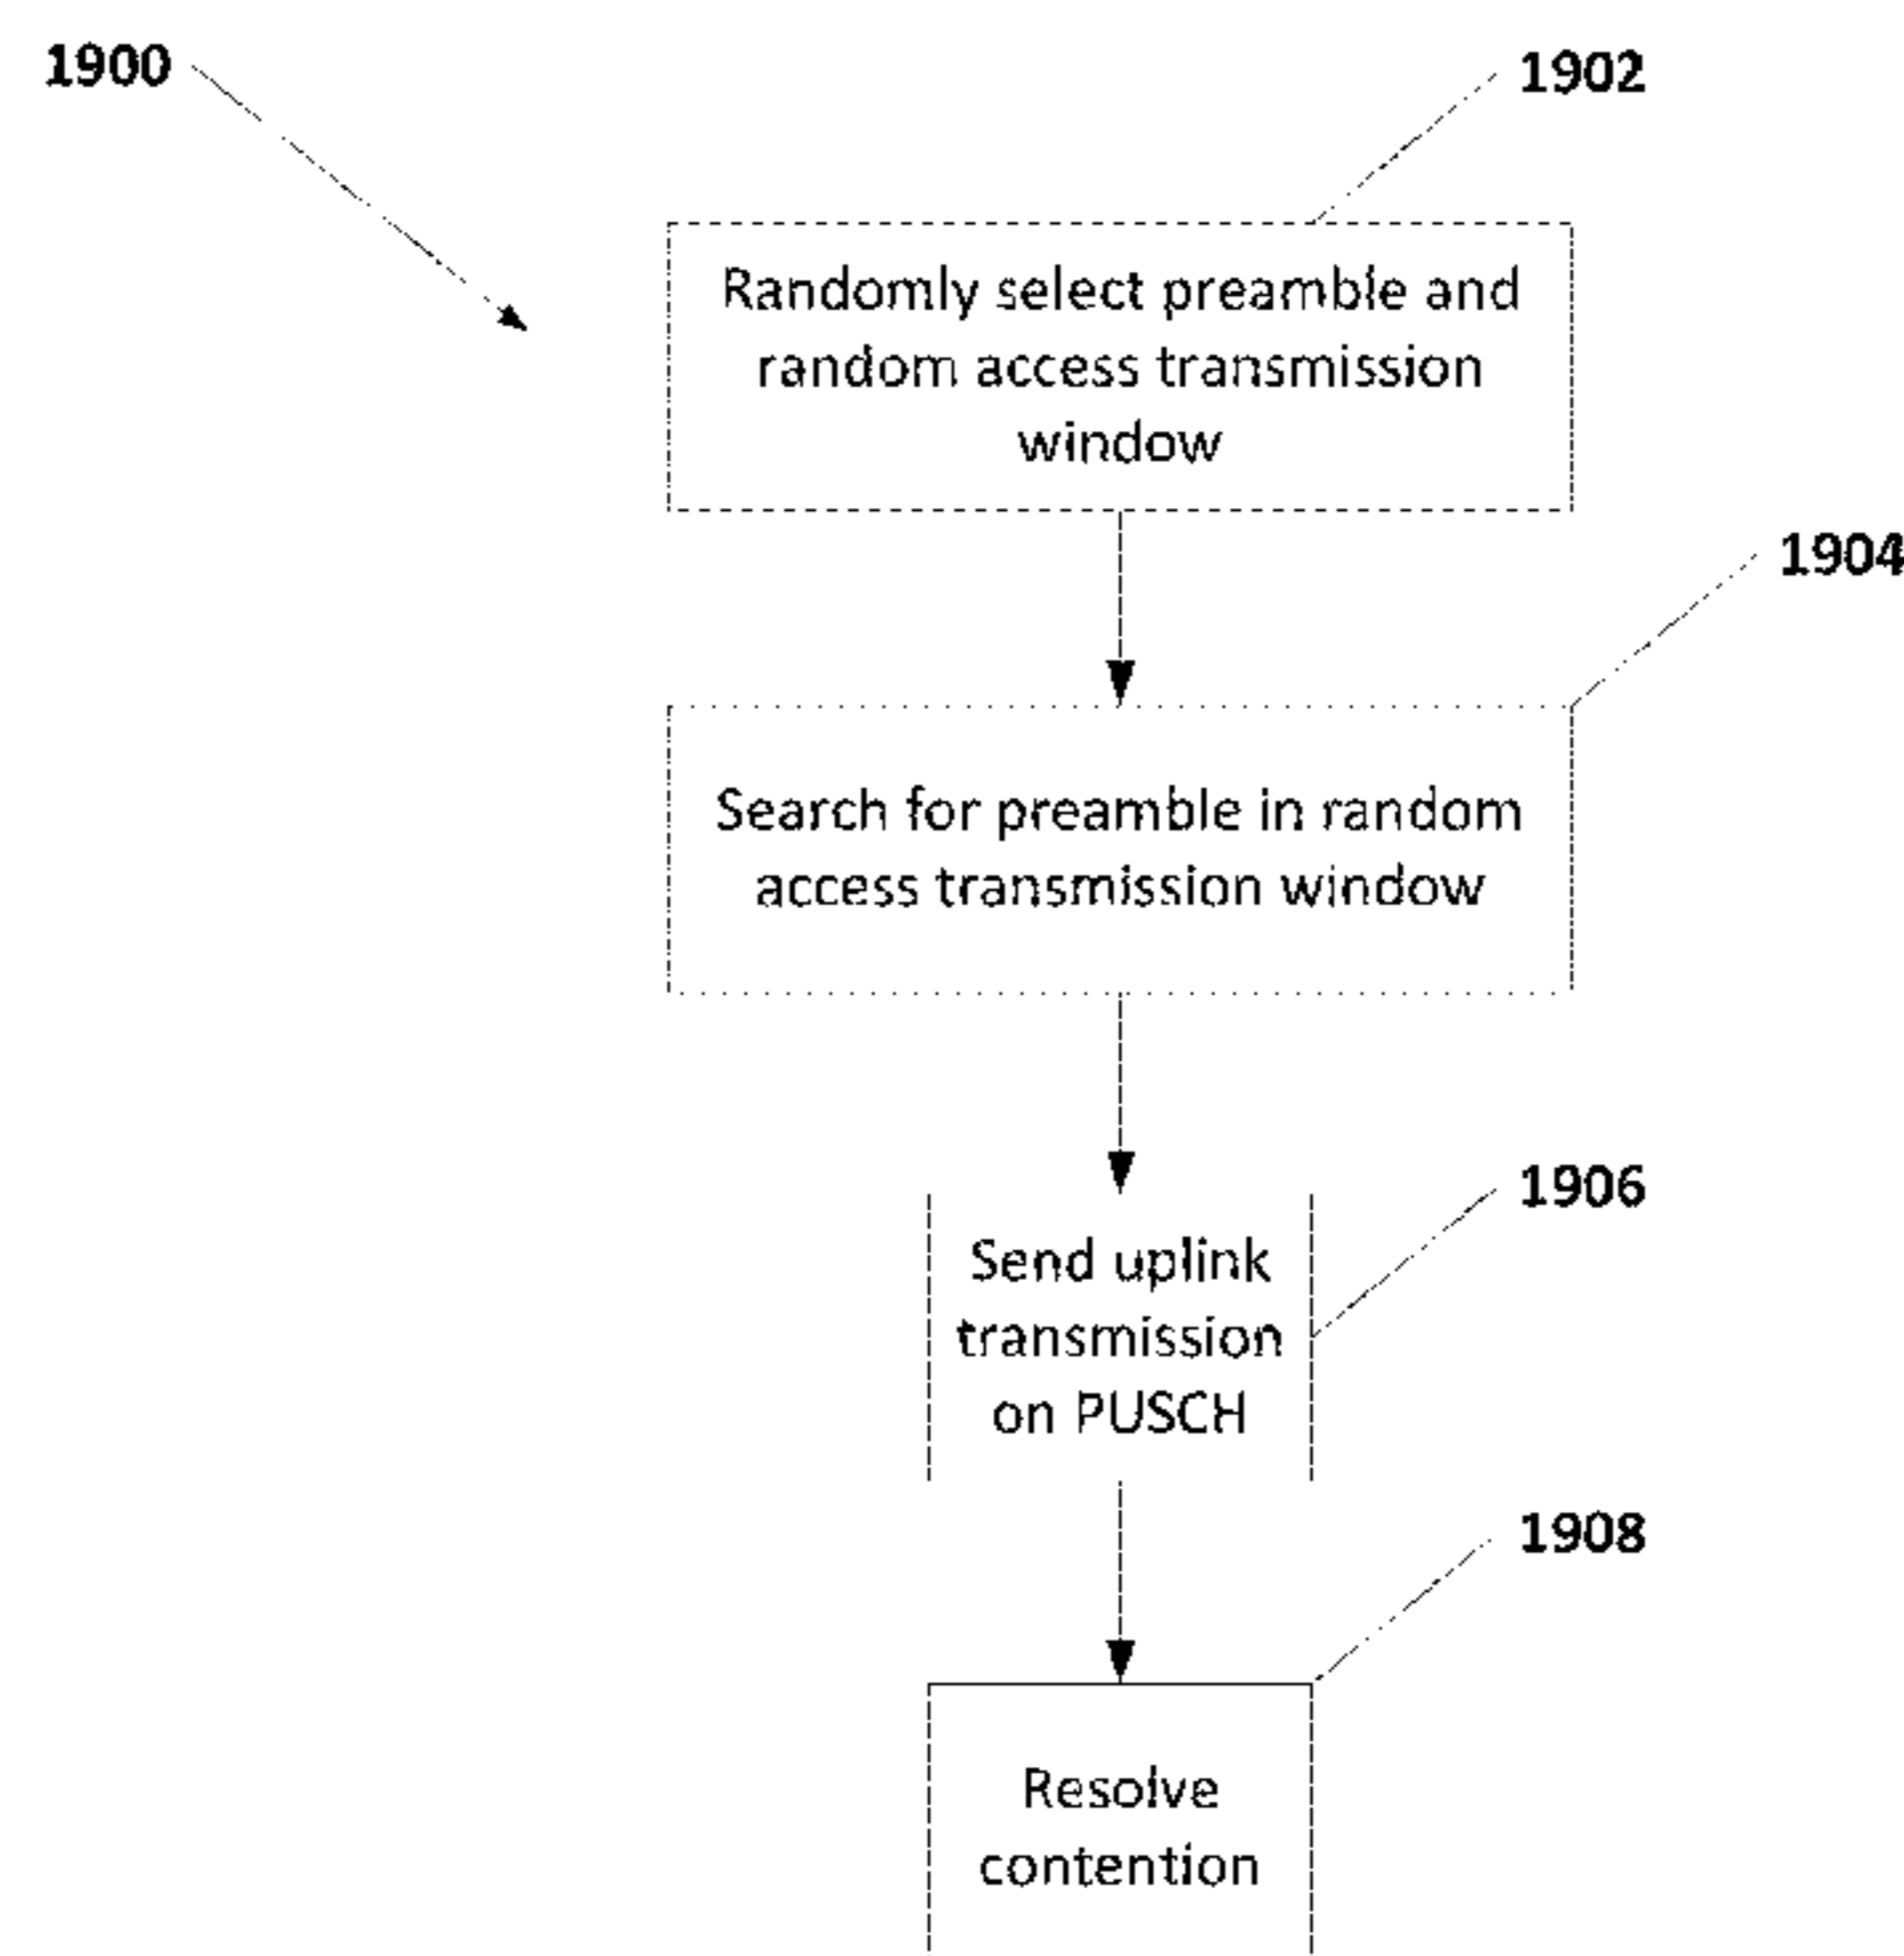 1900
1902
Randomly select preamble and
random access transmission
window
1904
Search for preamble in random
access transmission window
1906
Send uplink
transmission
on PUSCH
1908
Resolve
contention